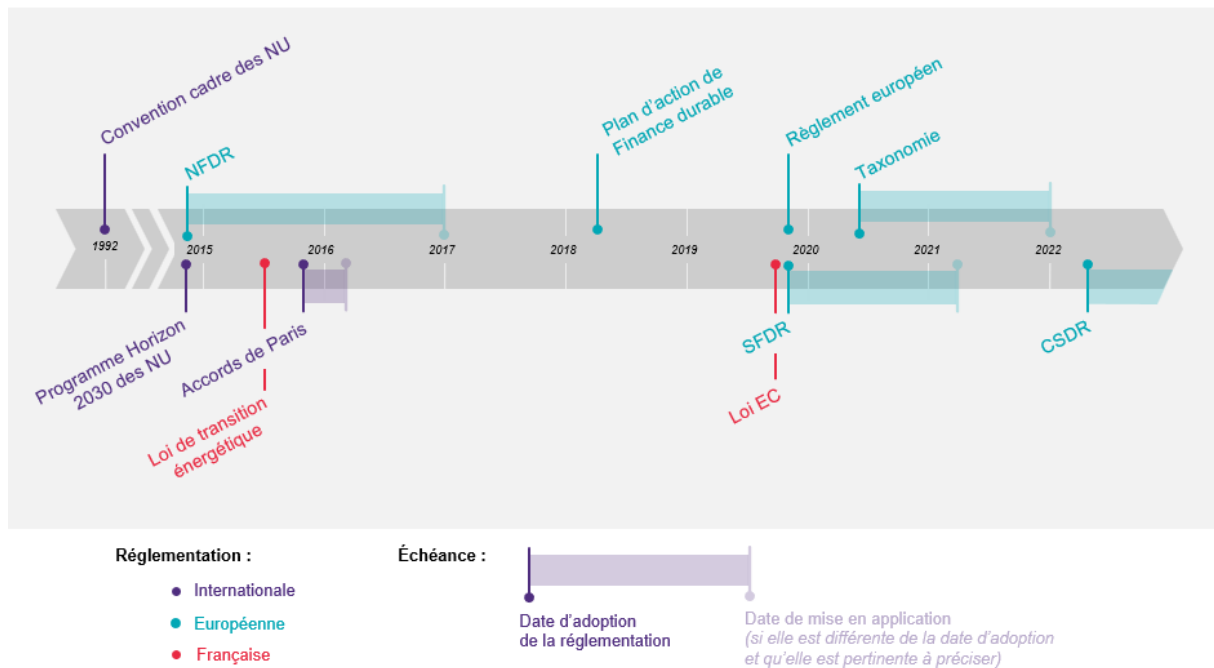 Convention cadre des NU
NFDR
Plan d'action de
Finance durable
Règlement européen
Taxonomie
1992
2015
2016
2017
2018
2019
2020
2021
2022
Programme Horizon
2030 des NU
Loi de transition
énergétique
Accords de Paris
SFDR
Loi EC
CSDR
Réglementation :
Internationale
Européenne
Française
Échéance :
Date d'adoption
de la réglementation
Date de mise en application
(si elle est différente de la date d'adoption
et qu'elle est pertinente à préciser)